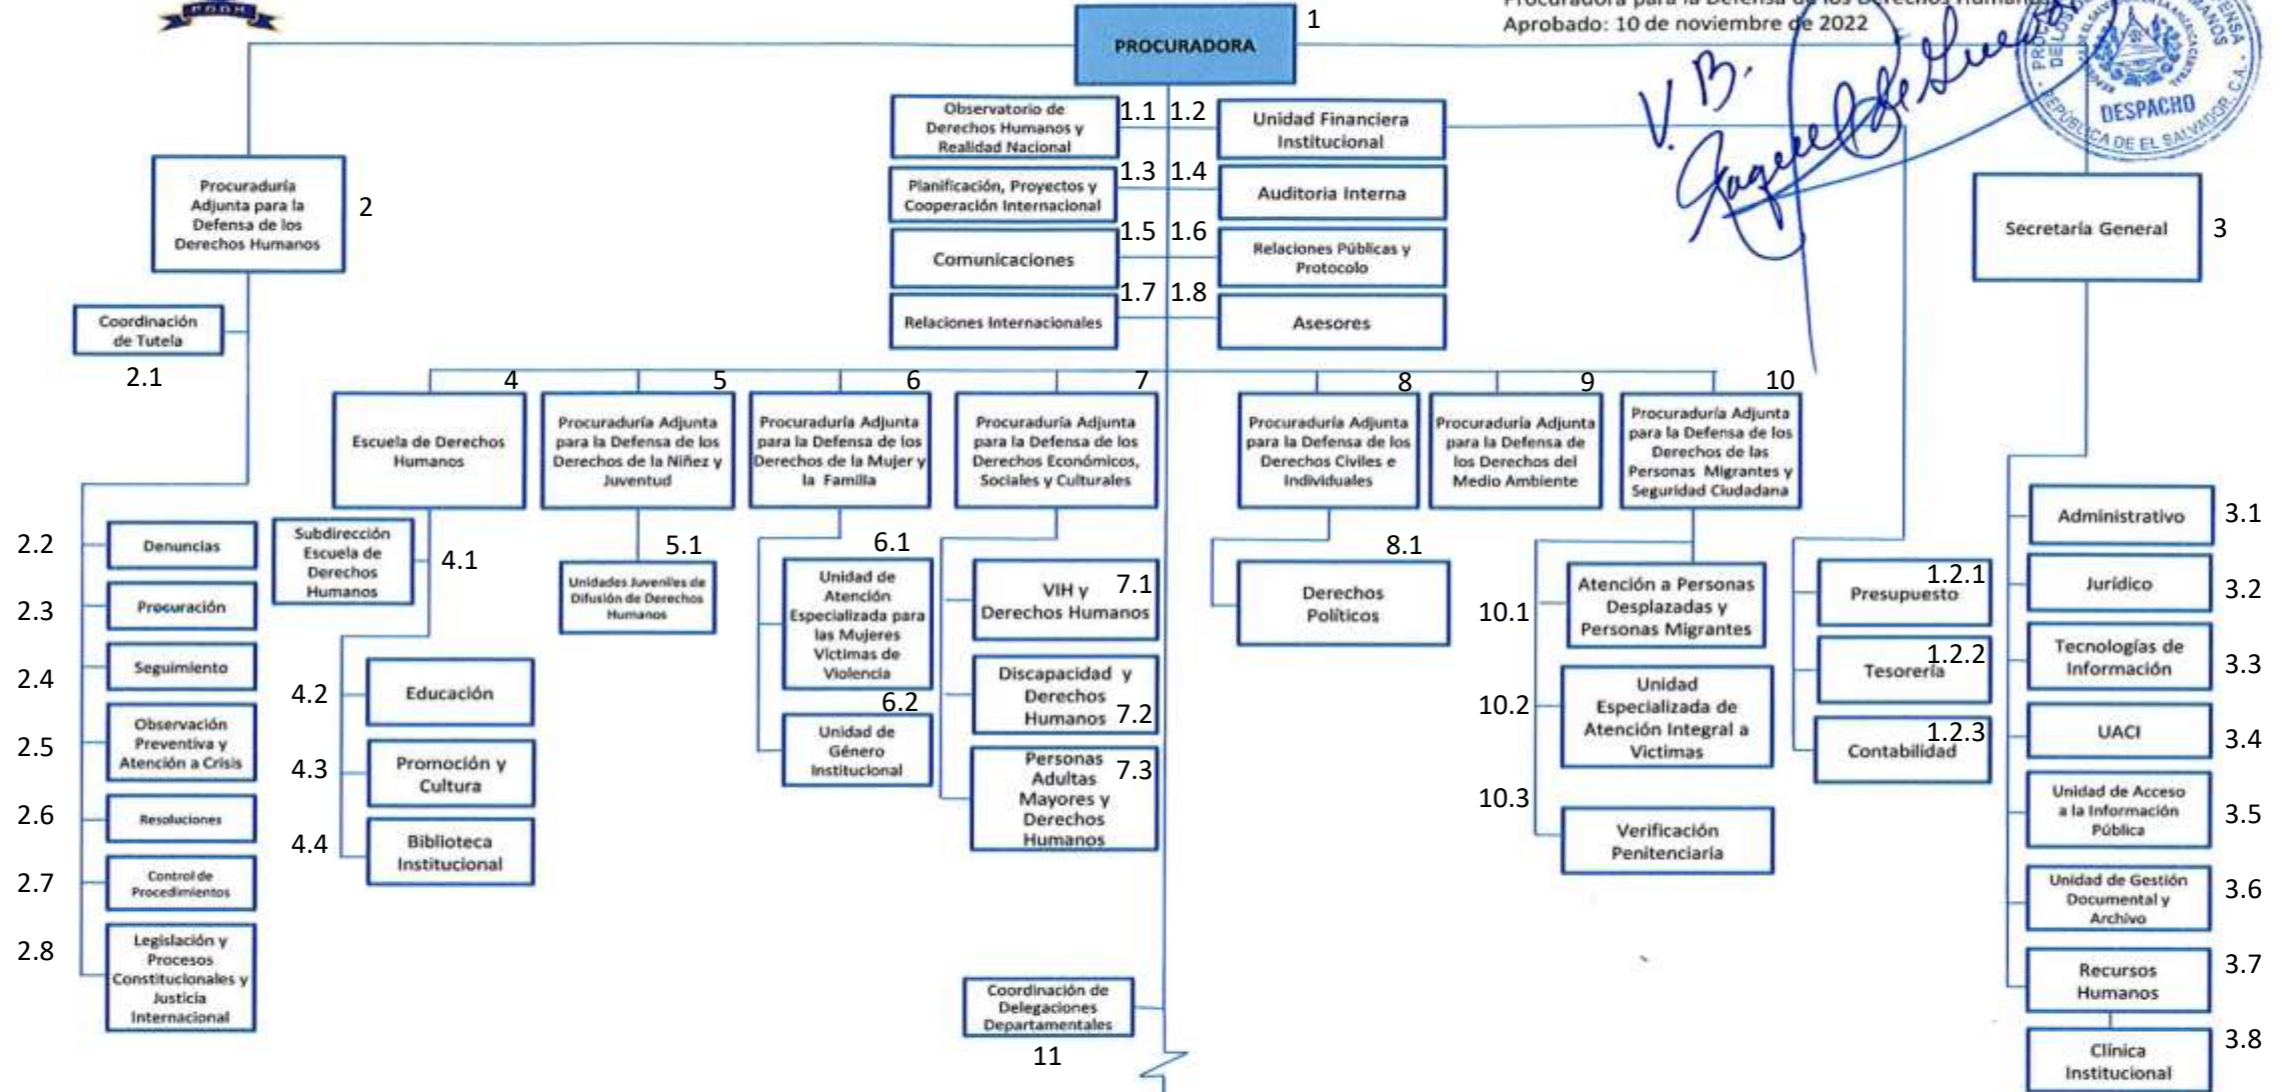 PDDH
Procuradora para la Defensa de los Derechos Humanos
Aprobado: 10 de noviembre de 2022
V. B.
DESPACHO
REPÚBLICA DE EL SALVADOR, C.A.
PROCURADORA
1
Observatorio de
Derechos Humanos y
Realidad Nacional
1.1
1.2
Unidad Financiera
Institucional
Planificación, Proyectos y
Cooperación Internacional
1.3
1.4
Auditoria Interna
Comunicaciones
1.5
1.6
Relaciones Públicas y
Protocolo
Relaciones Internacionales
1.7
1.8
Asesores
Procuraduría
Adjunta para la
Defensa de los
Derechos Humanos
2
Secretaría General
3
Coordinación
de Tutela
2.1
4
Escuela de Derechos
Humanos
5
Procuraduría Adjunta
para la Defensa de los
Derechos de la Niñez y
Juventud
6
Procuraduría Adjunta
para la Defensa de los
Derechos de la Mujer y
la Familia
7
Procuraduría Adjunta
para la Defensa de los
Derechos Económicos,
Sociales y Culturales
8
Procuraduría Adjunta
para la Defensa de los
Derechos Civiles e
Individuales
9
Procuraduría Adjunta
para la Defensa de
los Derechos del
Medio Ambiente
10
Procuraduría Adjunta
para la Defensa de los
Derechos de las
Personas Migrantes y
Seguridad Ciudadana
2.2
Denuncias
2.3
Procuración
2.4
Seguimiento
2.5
Observación
Preventiva y
Atención a Crisis
2.6
Resoluciones
2.7
Control de
Procedimientos
2.8
Legislación y
Procesos
Constitucionales y
Justicia
Internacional
Subdirección
Escuela de
Derechos
Humanos
4.1
4.2
Educación
4.3
Promoción y
Cultura
4.4
Biblioteca
Institucional
5.1
Unidades Juveniles de
Difusión de Derechos
Humanos
6.1
Unidad de
Atención
Especializada para
las Mujeres
Víctimas de
Violencia
6.2
Unidad de
Género
Institucional
VIH y
Derechos Humanos
7.1
Discapacidad y
Derechos
Humanos
7.2
Personas
Adultas
Mayores y
Derechos
Humanos
7.3
8.1
Derechos
Políticos
10.1
Atención a Personas
Desplazadas y
Personas Migrantes
10.2
Unidad
Especializada de
Atención Integral a
Victimas
10.3
Verificación
Penitenciaria
1.2.1
Presupuesto
1.2.2
Tesorería
1.2.3
Contabilidad
Administrativo
3.1
Jurídico
3.2
Tecnologías de
Información
3.3
UACI
3.4
Unidad de Acceso
a la Información
Pública
3.5
Unidad de Gestión
Documental y
Archivo
3.6
Recursos
Humanos
3.7
Clínica
Institucional
3.8
Coordinación de
Delegaciones
Departamentales
11